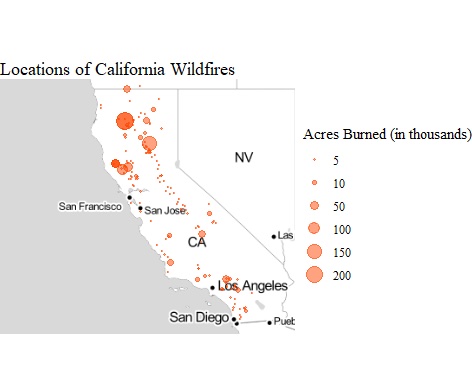 Locations of California Wildfires
Acres Burned (in thousands)
5
10
50
100
150
200
NV
San Francisco
San Jose
CA
Las
Los Angeles
San Diego
Pueb